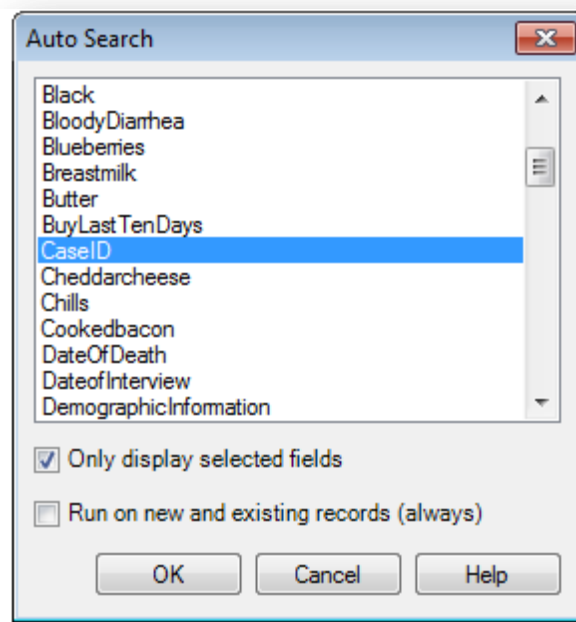 Auto Search
Black
BloodyDiarrhea
Blueberries
Breastmilk
Butter
BuyLastTenDays
CaseID
Cheddarcheese
Chills
Cookedbacon
DateOfDeath
DateofInterview
DemographicInformation
Only display selected fields
Run on new and existing records (always)
OK Cancel Help